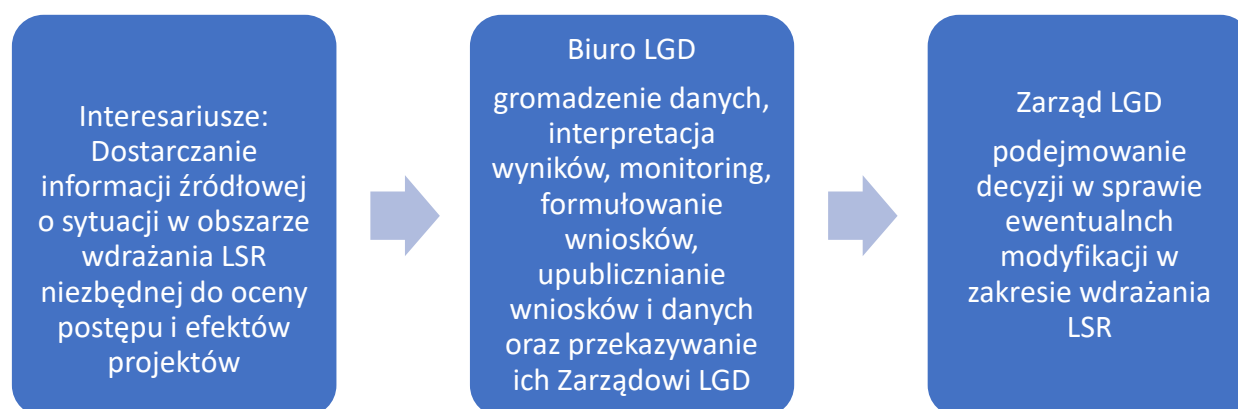 Interesariusze:
Dostarczanie
informacji źródłowej
o sytuacji w obszarze
wdrażania LSR
niezbędnej do oceny
postępu i efektów
projektów
Biuro LGD
gromadzenie danych,
interpretacja
wyników, monitoring,
formułowanie
wniosków,
upublicznianie
wniosków i danych
oraz przekazywanie
ich Zarządowi LGD
Zarząd LGD
podejmowanie
decyzji w sprawie
ewentualnch
modyfikacji w
zakresie wdrażania
LSR